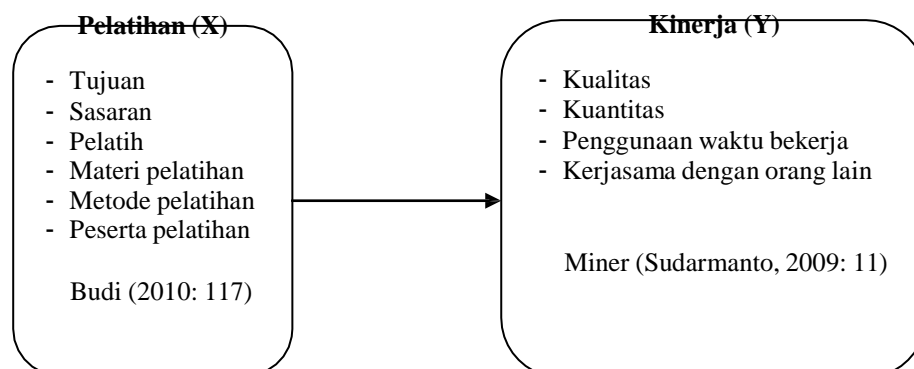 Pelatihan (X)
- Tujuan
- Sasaran
- Pelatih
- Materi pelatihan
- Metode pelatihan
- Peserta pelatihan
Budi (2010: 117)
Kinerja (Y)
- Kualitas
- Kuantitas
- Penggunaan waktu bekerja
- Kerjasama dengan orang lain
Miner (Sudarmanto, 2009: 11)